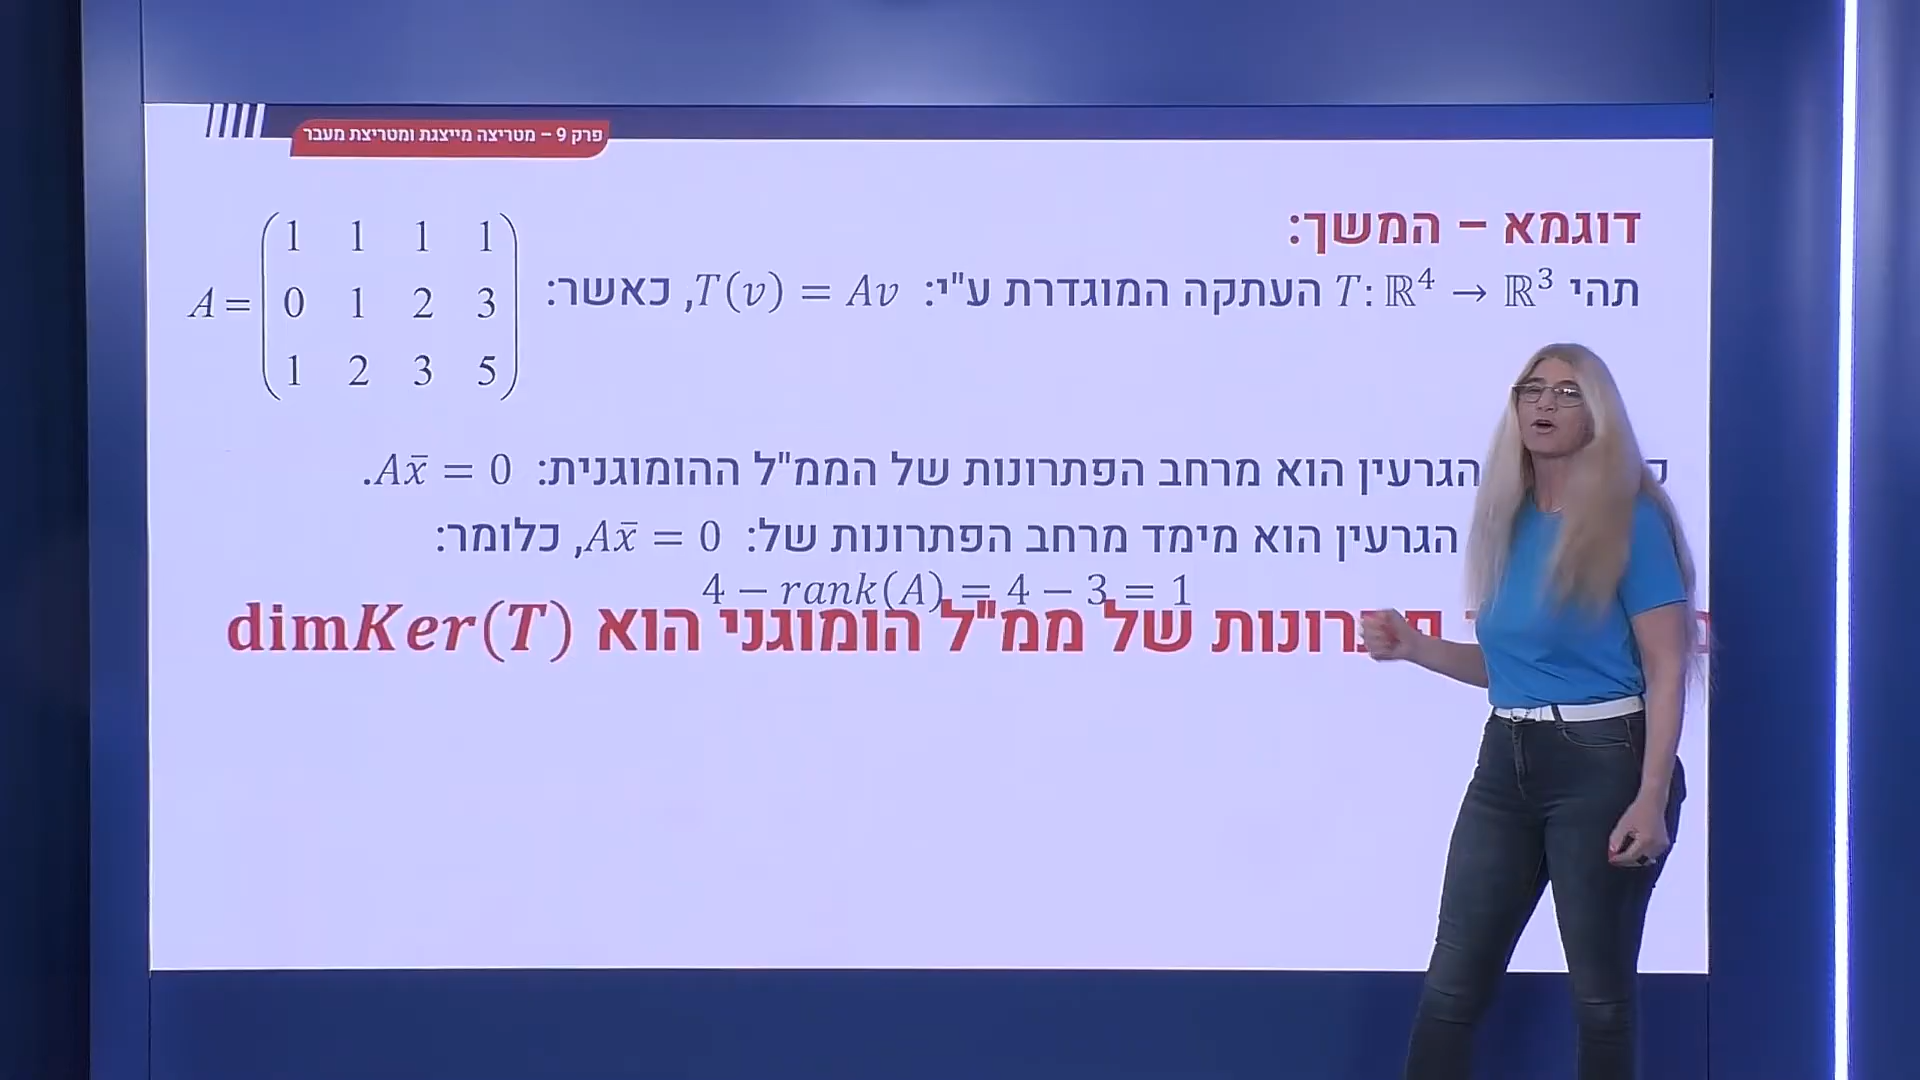 פרק 9 – מטריצה מייצגת ומטריצת מעבר
דוגמא – המשך:
תהי T: ℝ⁴ → ℝ³ העתקה המוגדרת ע"י: T(v) = Av, כאשר:
A =
1 1 1 1
0 1 2 3
1 2 3 5
הגרעין הוא מרחב הפתרונות של הממ"ל ההומוגנית: Ax̄ = 0.
הגרעין הוא מימד מרחב הפתרונות של: Ax̄ = 0, כלומר:
4 − rank(A) = 4 − 3 = 1
פתרונות של ממ"ל הומוגני הוא dimKer(T)